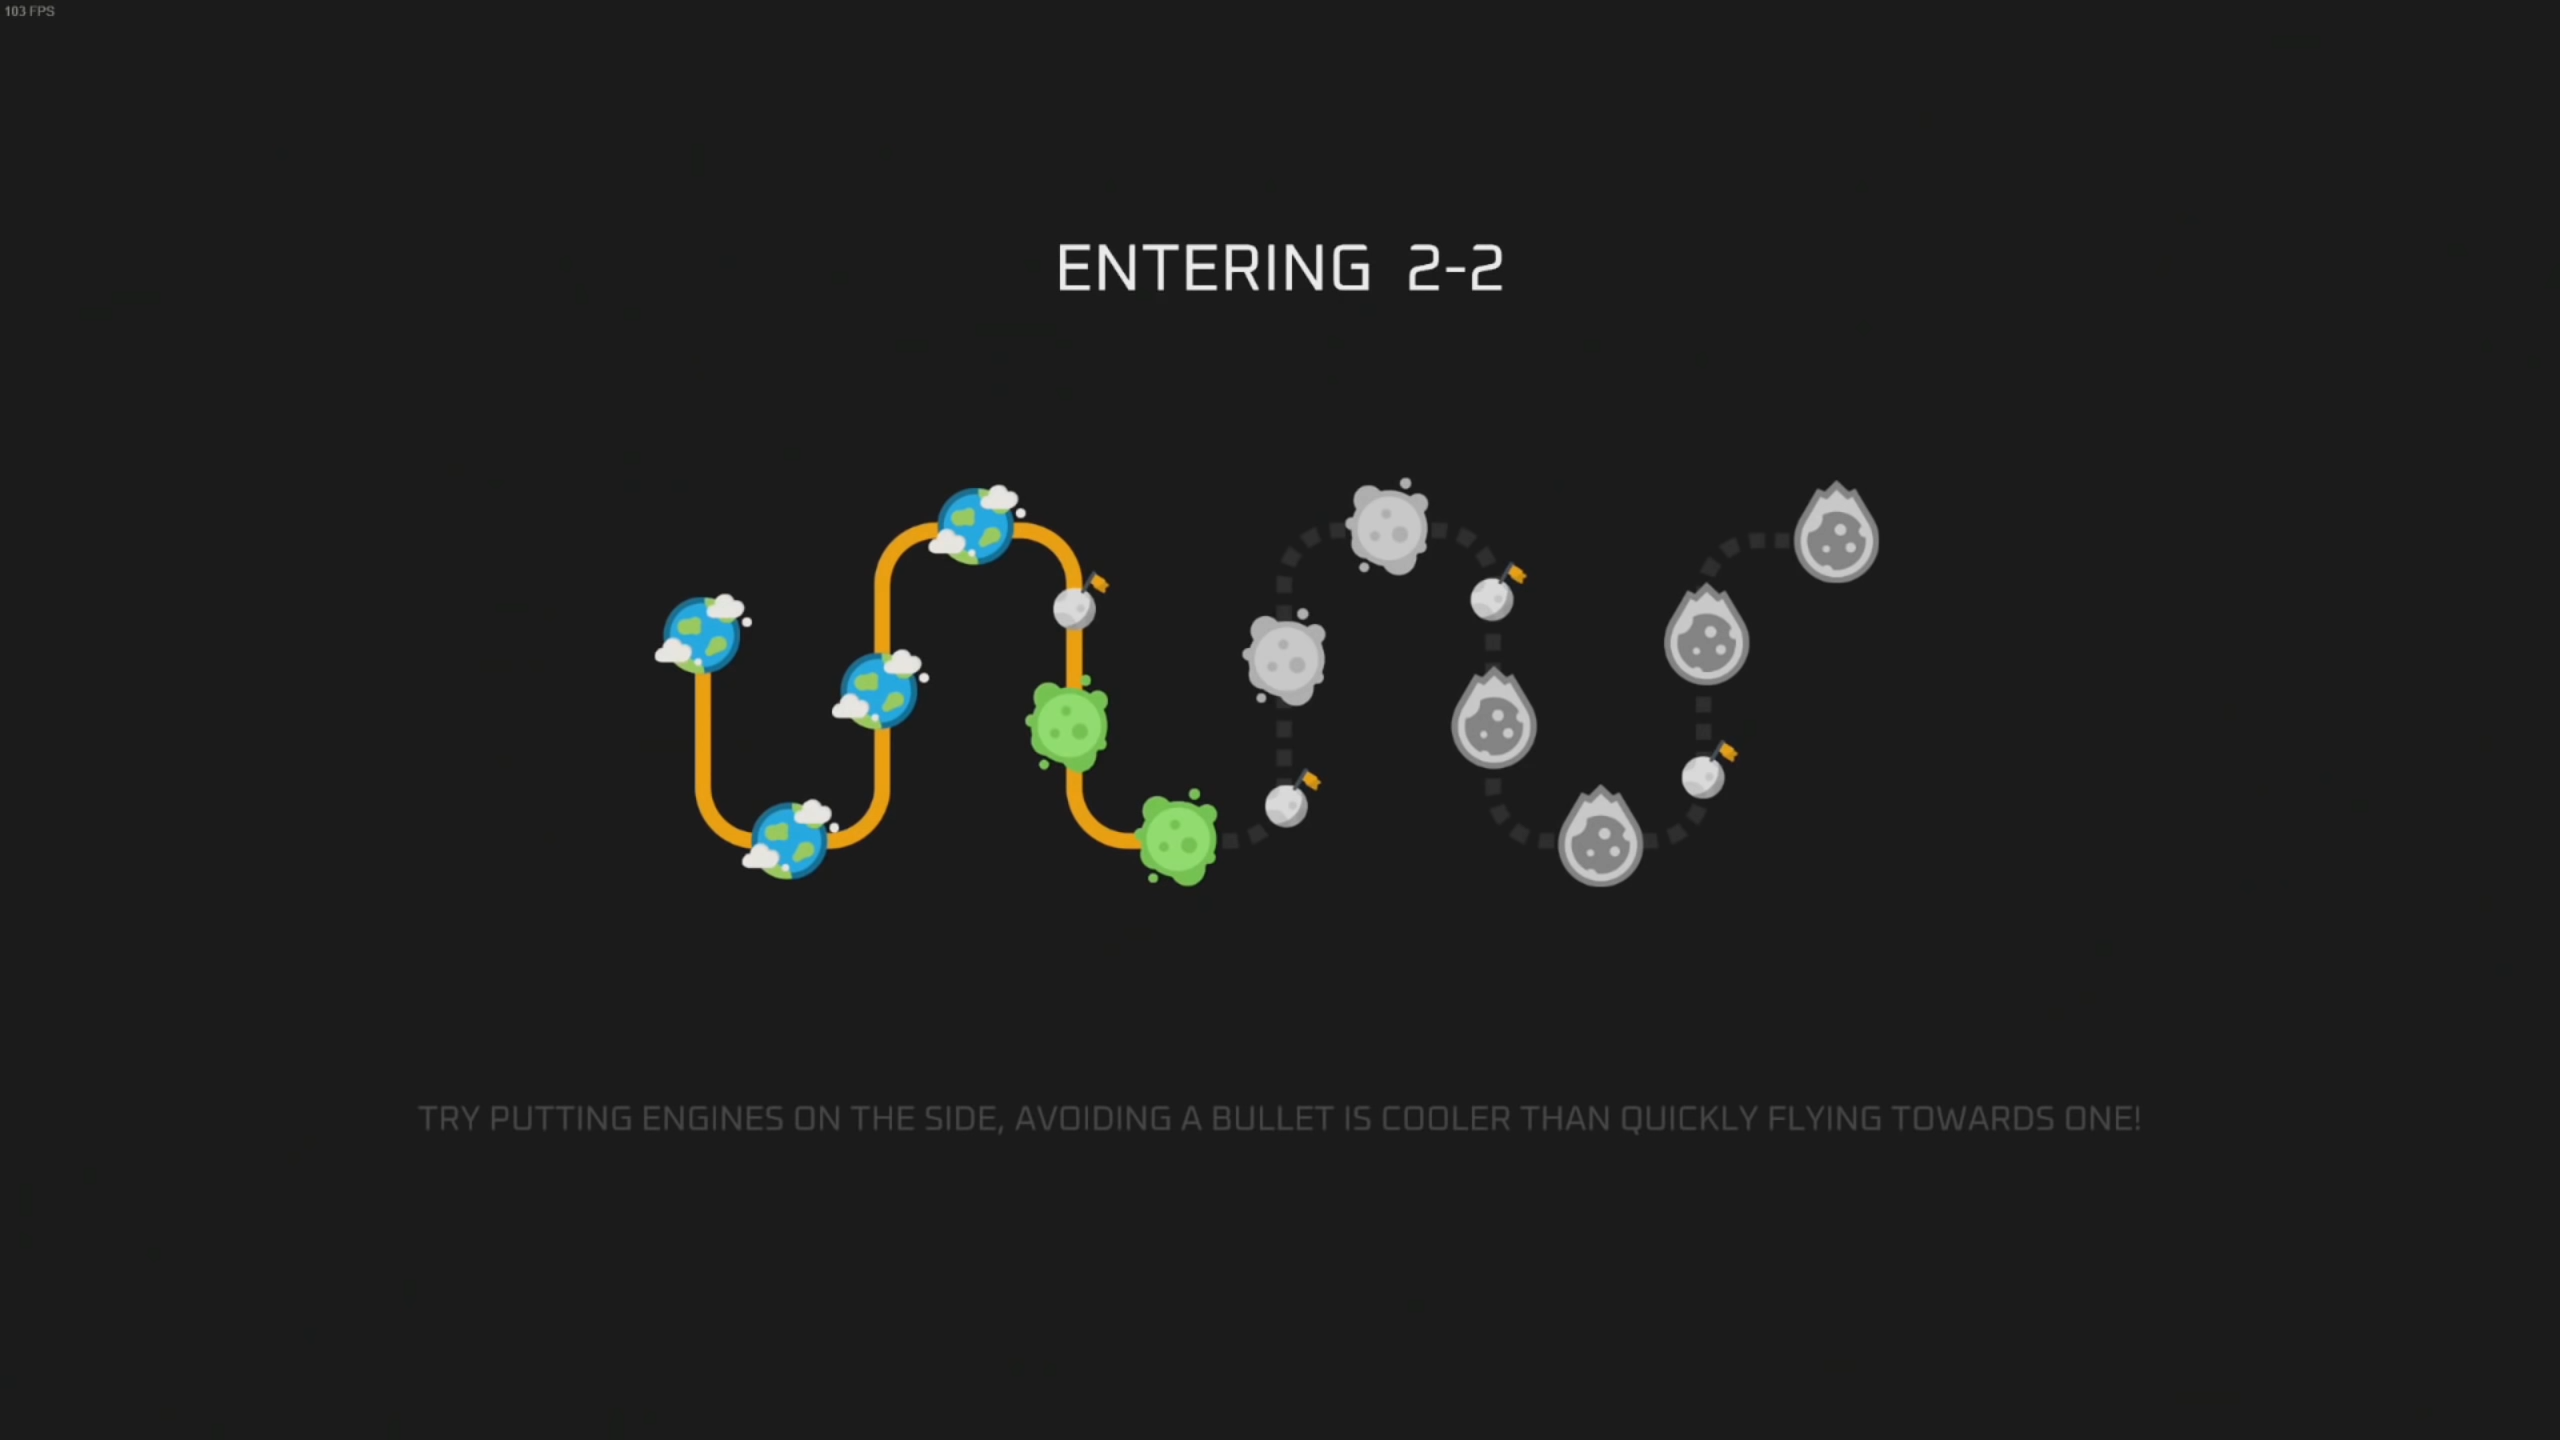 103 FPS
ENTERING 2-2
TRY PUTTING ENGINES ON THE SIDE, AVOIDING A BULLET IS COOLER THAN QUICKLY FLYING TOWARDS ONE!